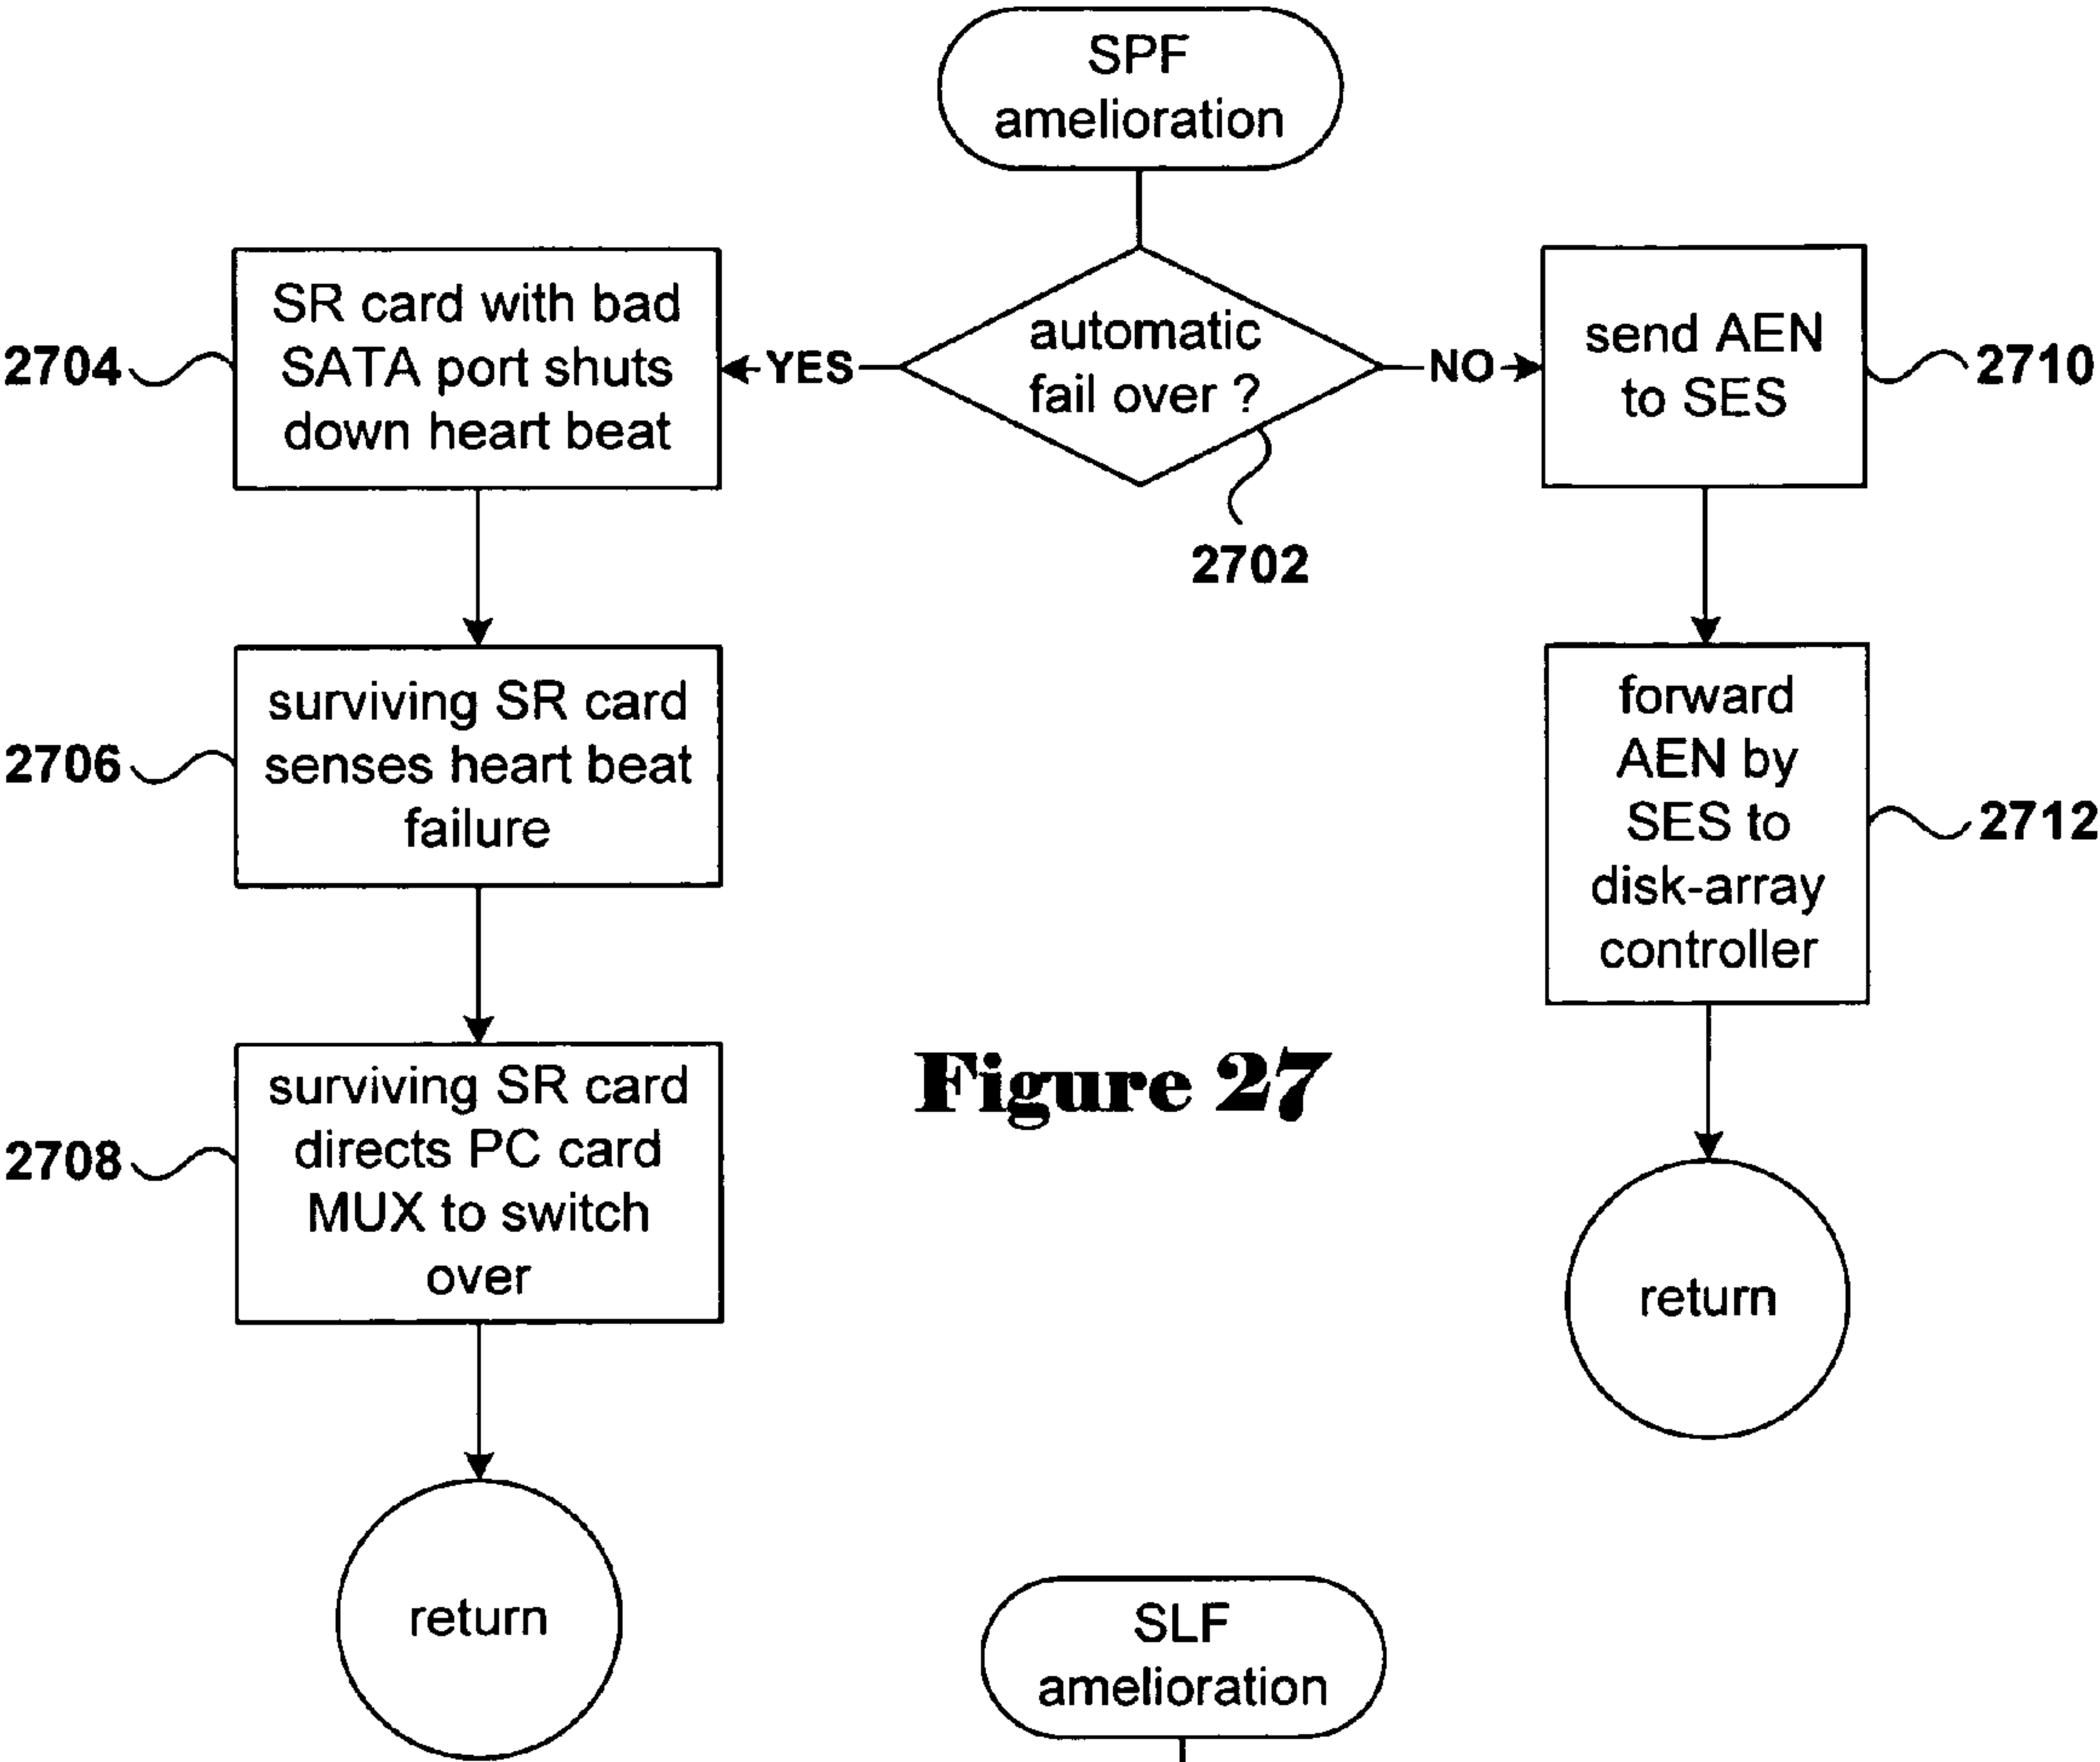 SPF
amelioration
automatic
fail over ?
2702
YES
NO
SR card with bad
SATA port shuts
down heart beat
2704
surviving SR card
senses heart beat
failure
2706
surviving SR card
directs PC card
MUX to switch
over
2708
return
send AEN
to SES
2710
forward
AEN by
SES to
disk-array
controller
2712
return
Figure 27
SLF
amelioration